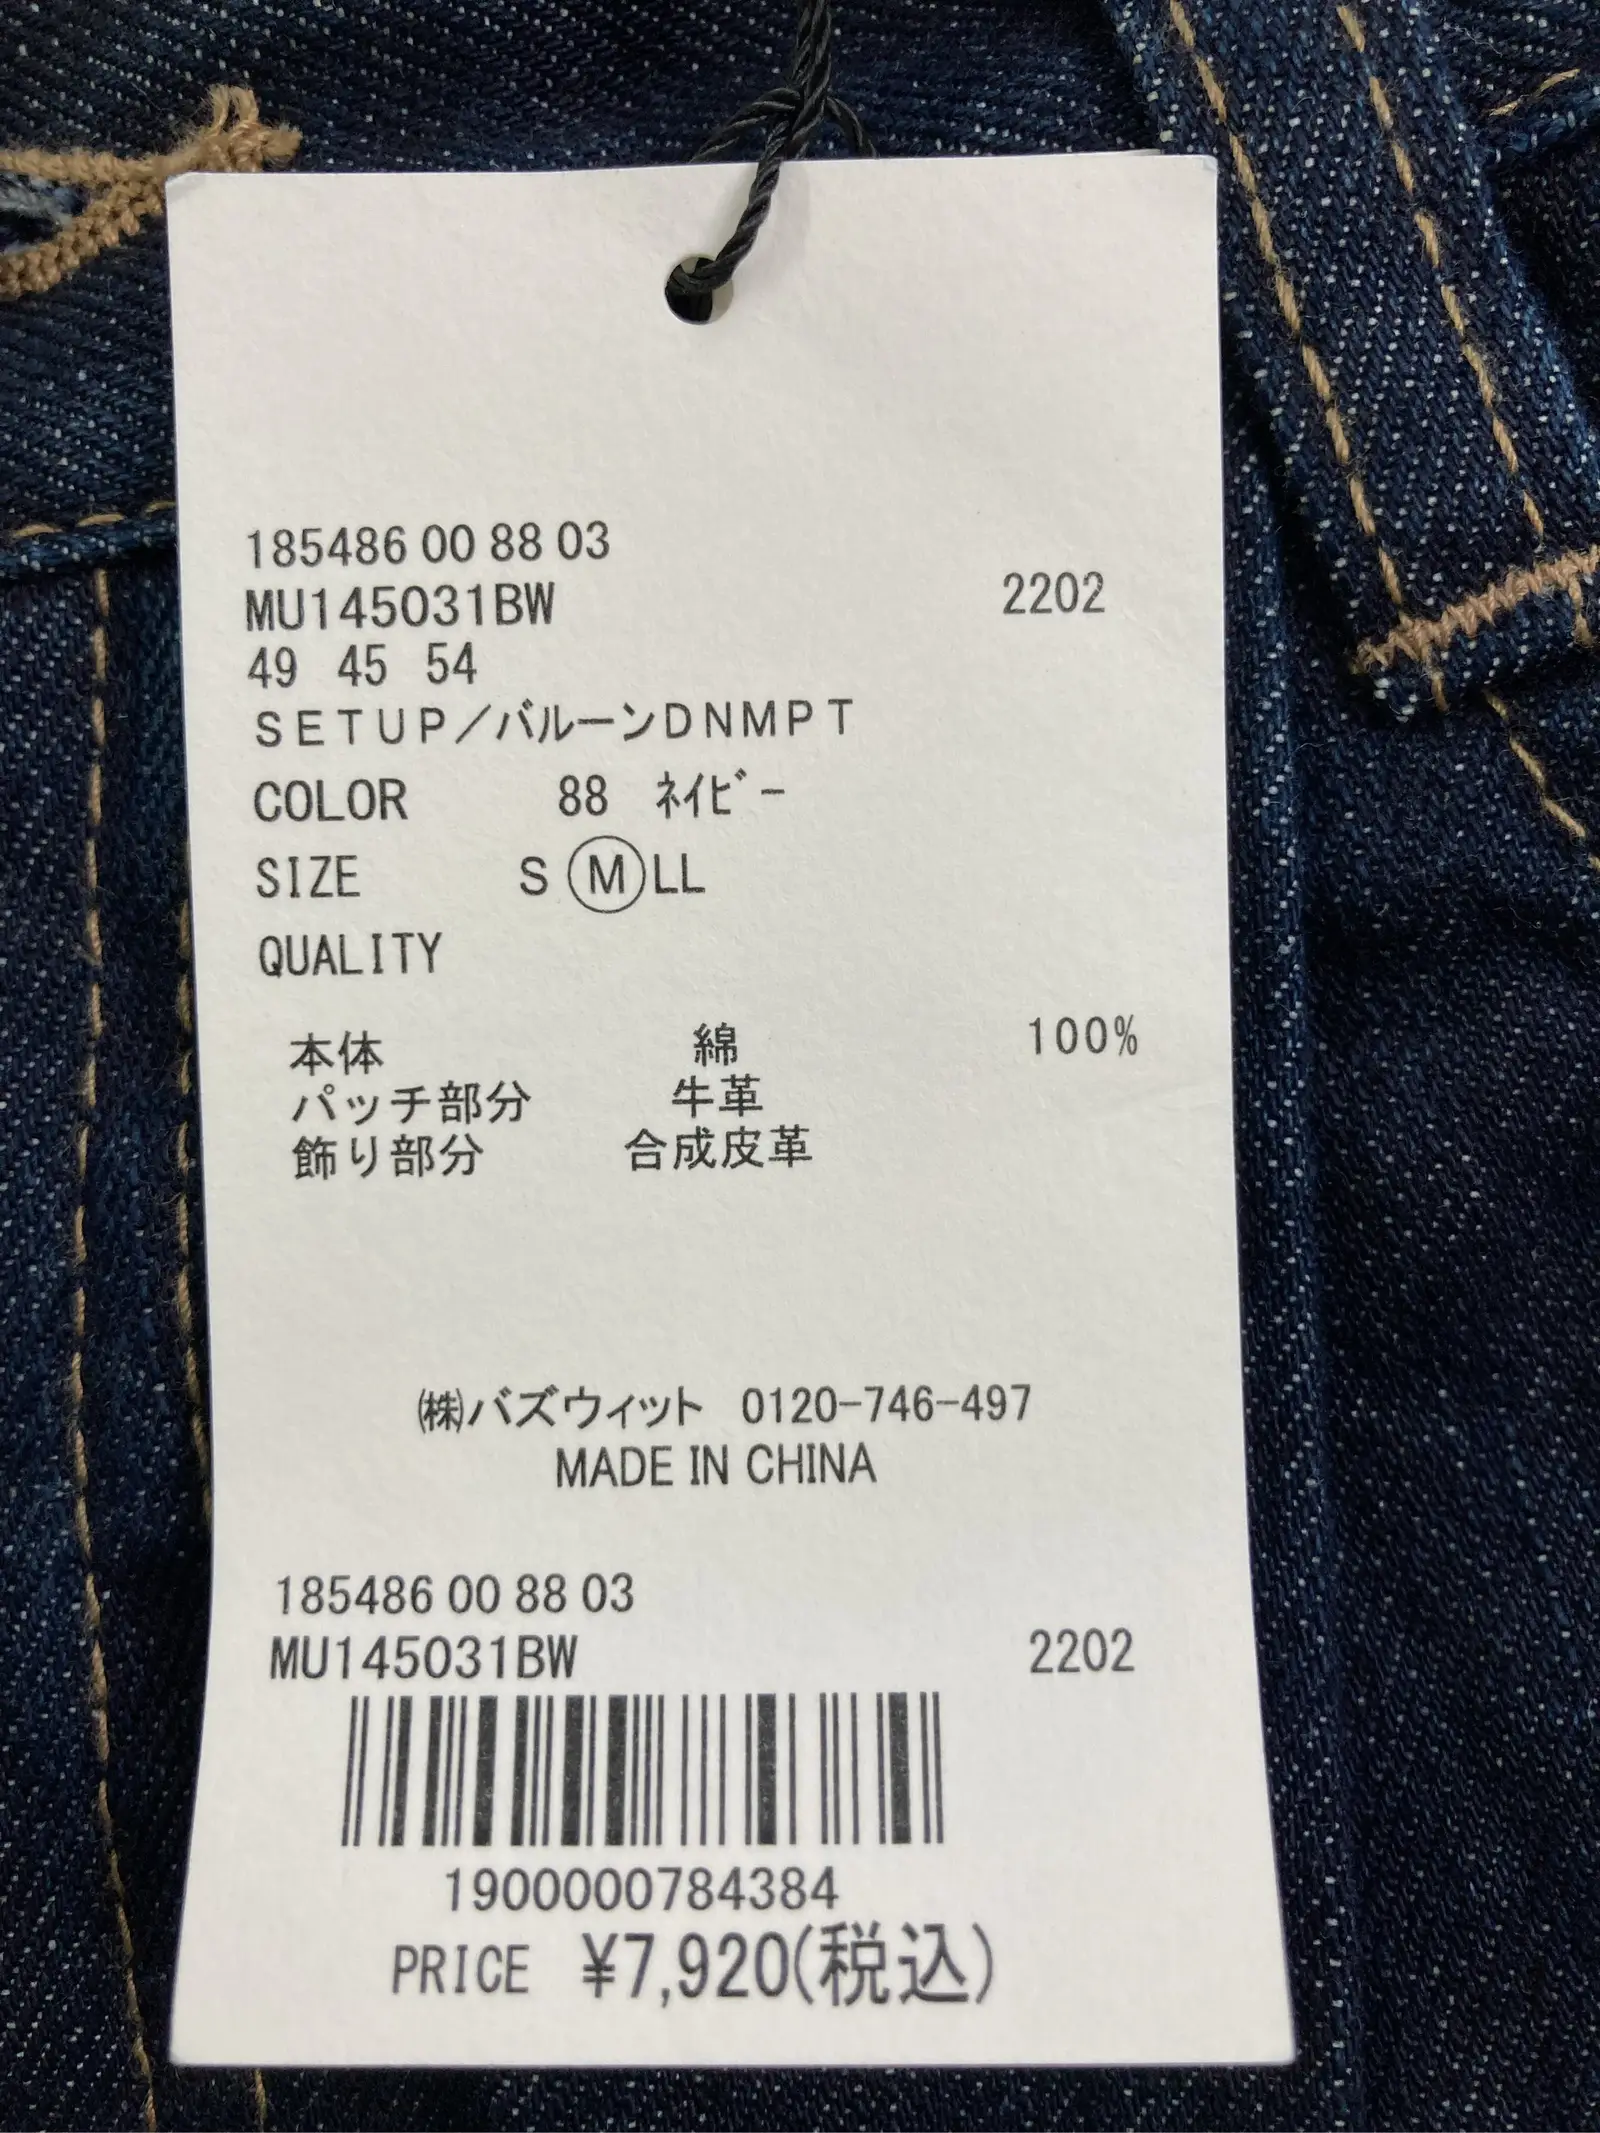 185486 00 88 03
MU145031BW 2202
49 45 54
ＳＥＴＵＰ／バルーンＤＮＭＰＴ
COLOR 88 ﾈｲﾋﾞｰ
SIZE S Ⓜ LL
QUALITY
本体 綿 100%
パッチ部分 牛革
飾り部分 合成皮革
㈱バズウィット 0120-746-497
MADE IN CHINA
185486 00 88 03
MU145031BW 2202
1900000784384
PRICE ¥7,920(税込)